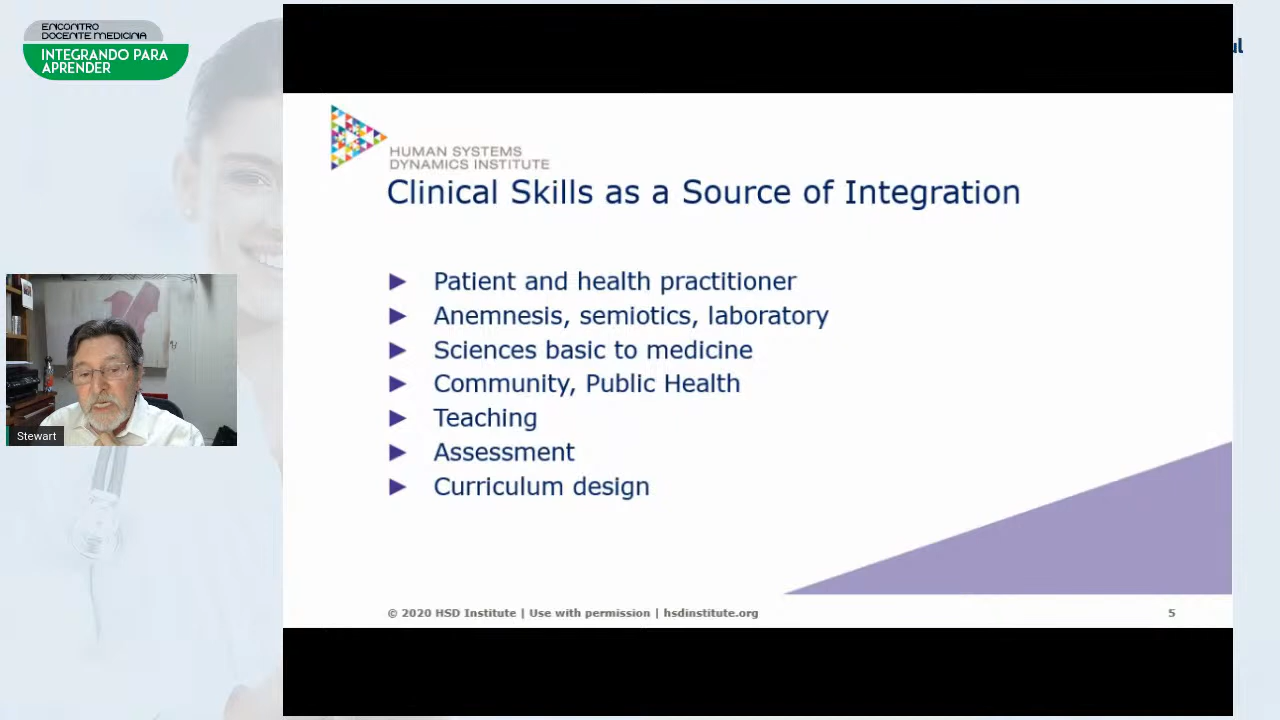 ENCONTRO
DOCENTE MEDICINA
INTEGRANDO PARA
APRENDER
ul
HUMAN SYSTEMS
DYNAMICS INSTITUTE
Clinical Skills as a Source of Integration
► Patient and health practitioner
► Anemnesis, semiotics, laboratory
► Sciences basic to medicine
► Community, Public Health
► Teaching
► Assessment
► Curriculum design
Stewart
© 2020 HSD Institute | Use with permission | hsdinstitute.org
5